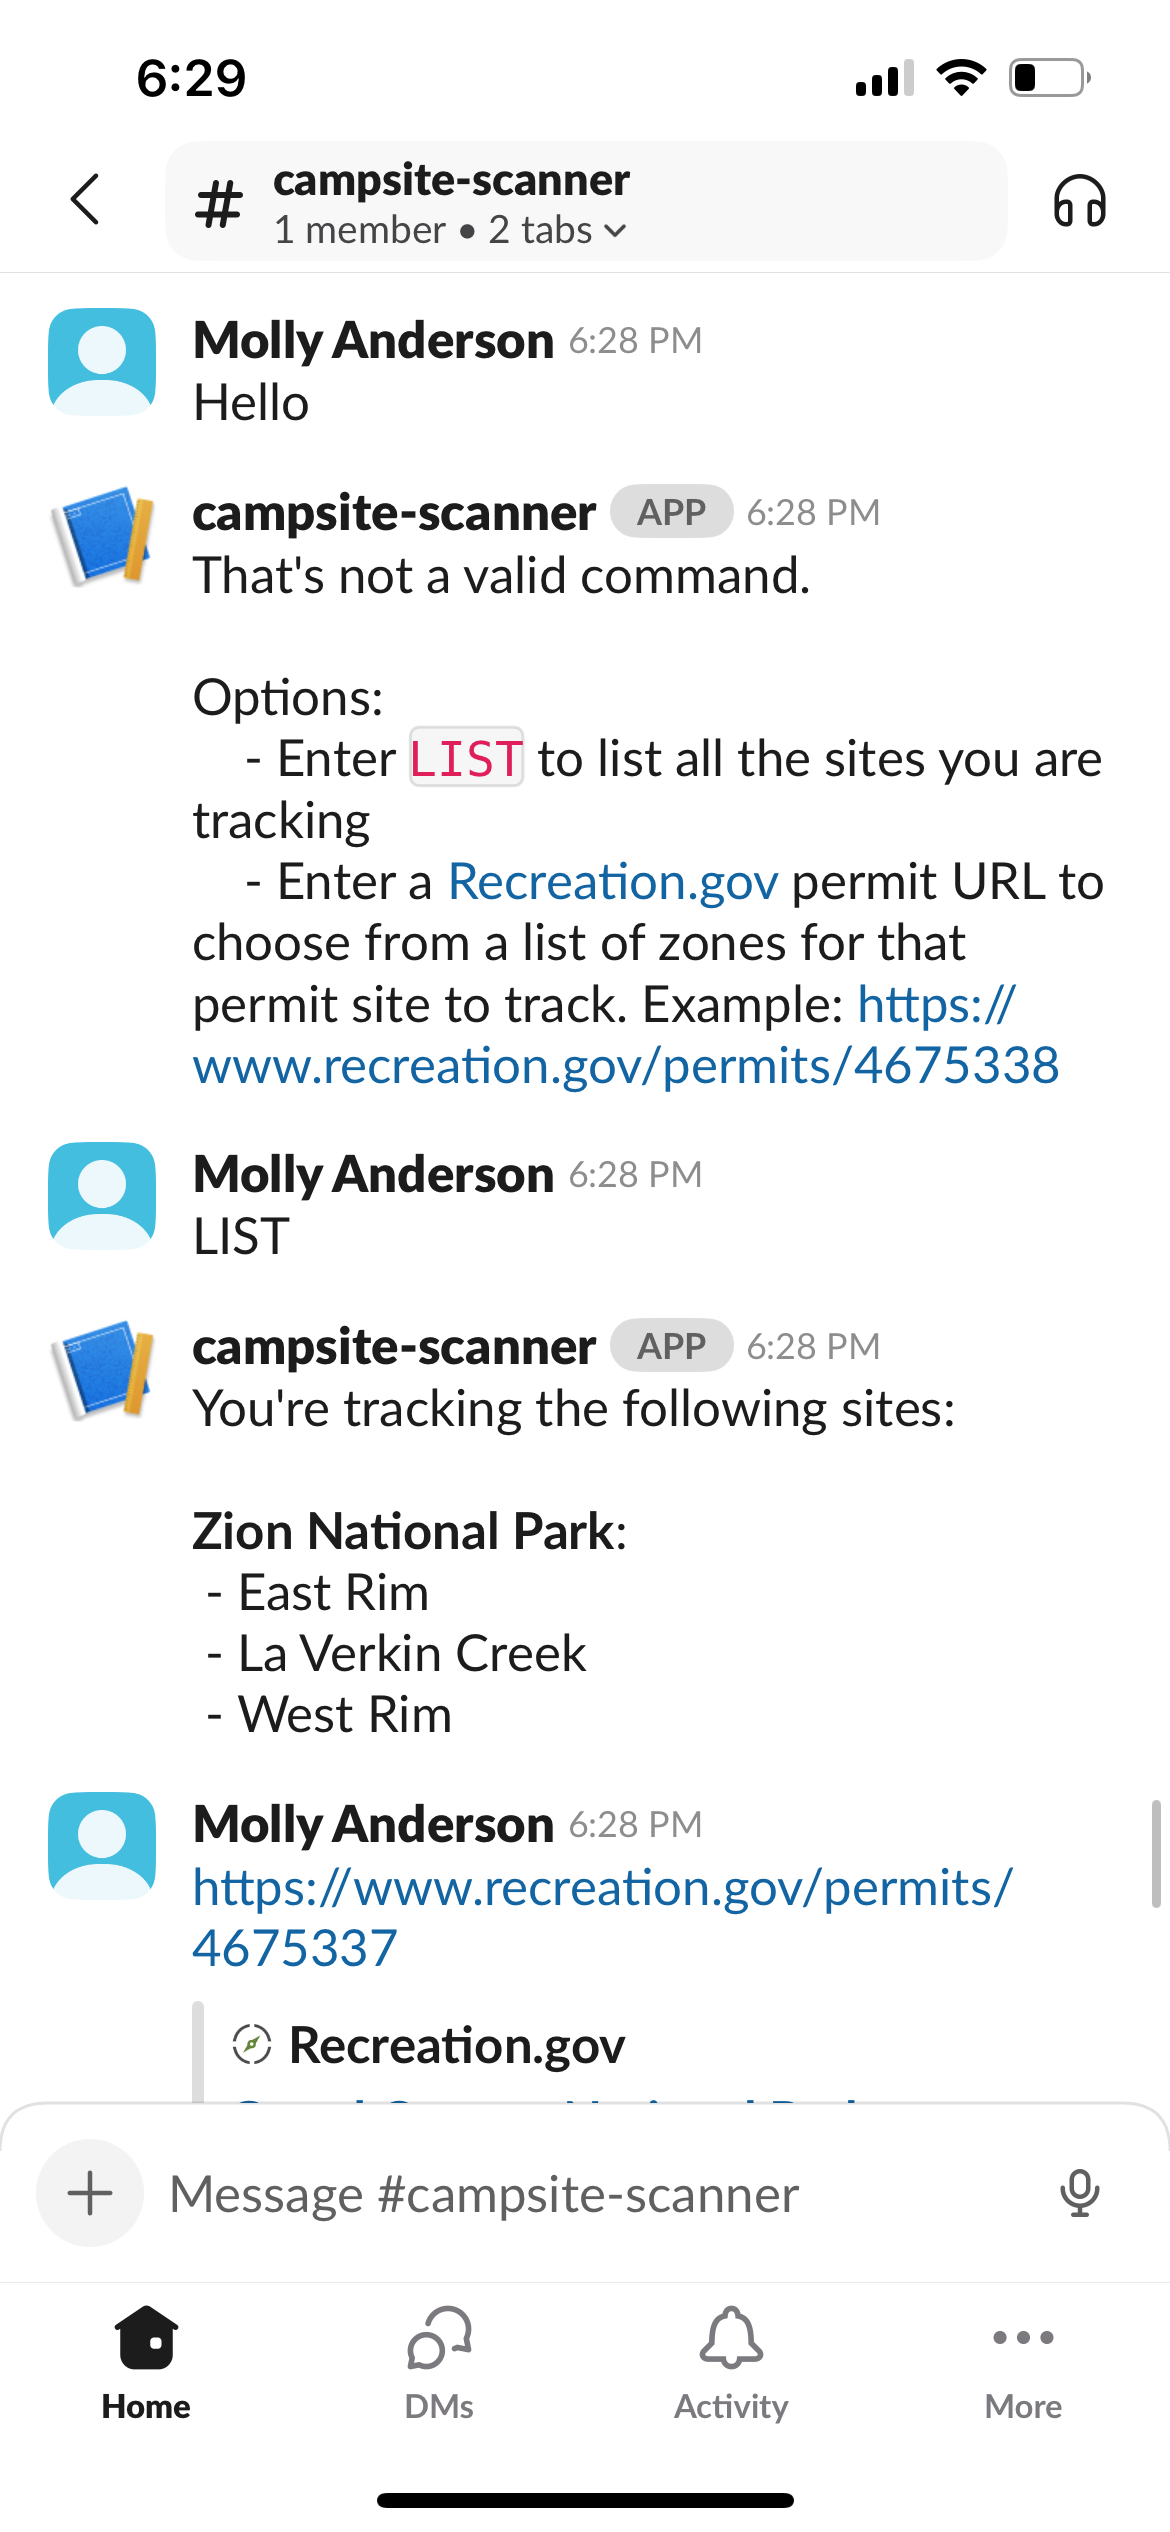 6:29
campsite-scanner
1 member • 2 tabs
Molly Anderson 6:28 PM
Hello
campsite-scanner APP 6:28 PM
That's not a valid command.
Options:
- Enter LIST to list all the sites you are
tracking
- Enter a Recreation.gov permit URL to
choose from a list of zones for that
permit site to track. Example: https://
www.recreation.gov/permits/4675338
Molly Anderson 6:28 PM
LIST
campsite-scanner APP 6:28 PM
You're tracking the following sites:
Zion National Park:
- East Rim
- La Verkin Creek
- West Rim
Molly Anderson 6:28 PM
https://www.recreation.gov/permits/
4675337
Recreation.gov
Message #campsite-scanner
Home DMs Activity More